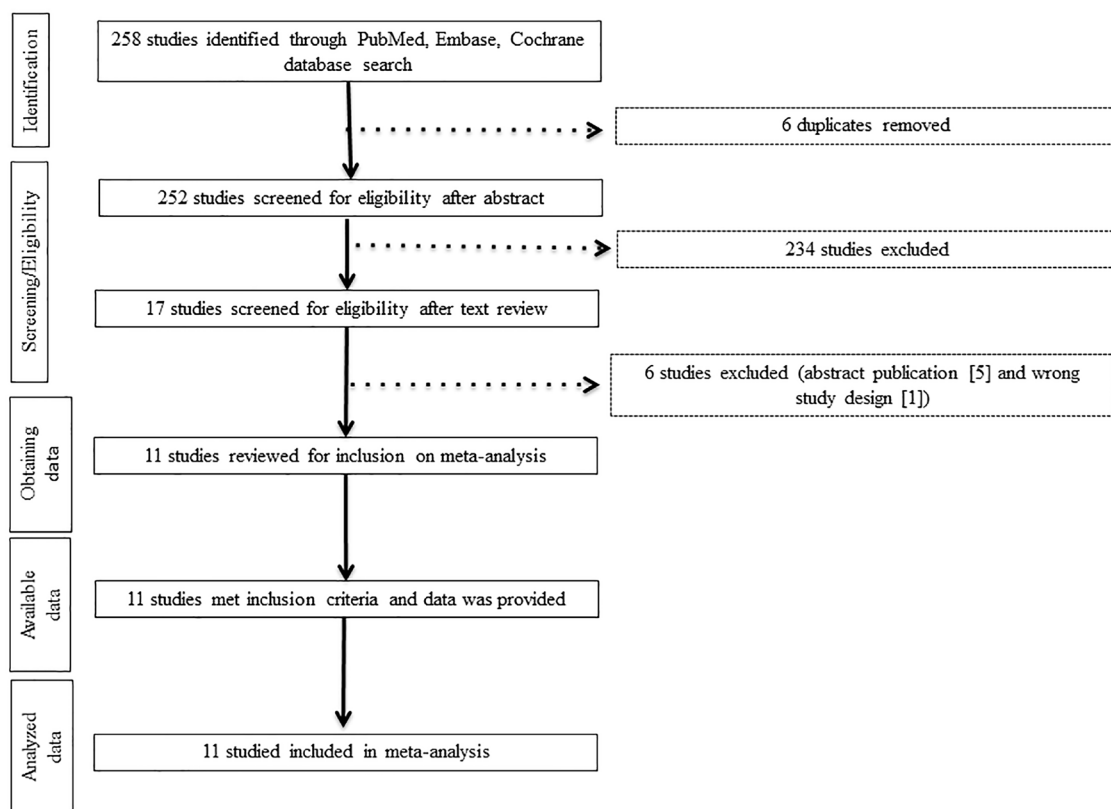 Identification
258 studies identified through PubMed, Embase, Cochrane
database search
6 duplicates removed
Screening/Eligibility
252 studies screened for eligibility after abstract
234 studies excluded
17 studies screened for eligibility after text review
6 studies excluded (abstract publication [5] and wrong
study design [1])
Obtaining
data
11 studies reviewed for inclusion on meta-analysis
Available
data
11 studies met inclusion criteria and data was provided
Analyzed
data
11 studied included in meta-analysis